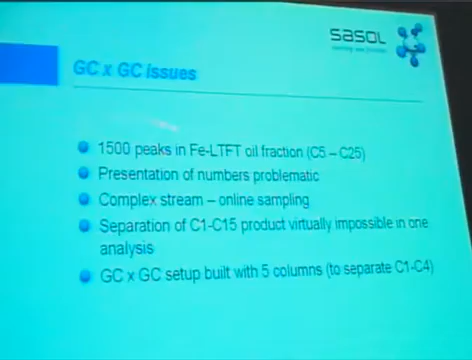 sasol
GC x GC issues
1500 peaks in Fe-LTFT oil fraction (C5 – C25)
Presentation of numbers problematic
Complex stream – online sampling
Separation of C1-C15 product virtually impossible in one
analysis
GC x GC setup built with 5 columns (to separate C1-C4)